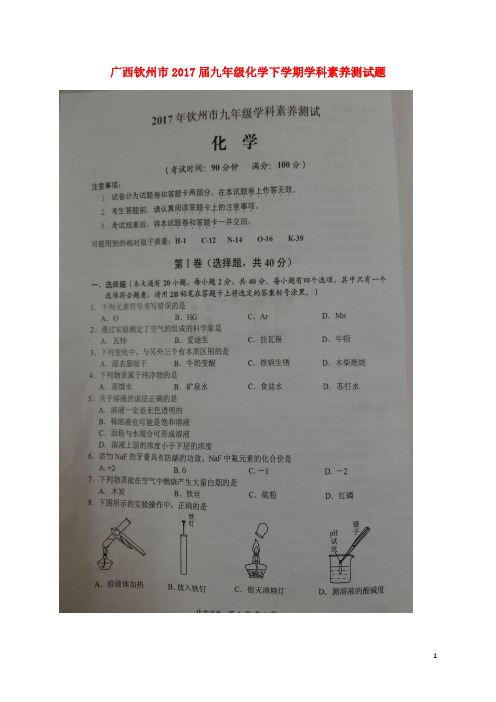 广西钦州市2017届九年级化学下学期学科素养测试题
2017年钦州市九年级学科素养测试
化 学
(考试时间：90分钟 满分：100分)
注意事项：
1．试卷分为试题卷和答题卡两部分，在本试题卷上作答无效。
2．考生答题前，请认真阅读答题卡上的注意事项。
3．考试结束后，将本试题卷和答题卡一并交回。
可能用到的相对原子质量：H-1 C-12 N-14 O-16 K-39
第Ⅰ卷(选择题，共40分)
一、选择题(本大题有20小题，每小题2分，共40分，每小题有四个选项，其中只有一个
选项符合题意，请用2B铅笔在答题卡上将选定的答案标号涂黑。)
1．下列元素符号书写错误的是
A．O B．HG C．Ar D．Mn
2．通过实验测定了空气的组成的科学家是
A．瓦特 B．爱迪生 C．拉瓦锡 D．牛顿
3．下列变化中，与另外三个有本质区别的是
A．湿衣服晾干 B．牛奶变酸 C．铁锅生锈 D．木柴燃烧
4．下列物质属于纯净物的是
A．蒸馏水 B．矿泉水 C．食盐水 D．苏打水
5．关于溶液的说法正确的是
A．溶液一定是无色透明的
B．稀溶液也可能是饱和溶液
C．面粉与水混合可形成溶液
D．溶液上层的浓度小于下层的浓度
6．添加NaF的牙膏具有防龋的功效，NaF中氟元素的化合价是
A. +2 B. 0 C. －1 D. －2
7．下列物质能在空气中燃烧产生大量白烟的是
A．木炭 B．铁丝 C．硫粉 D．红磷
8．下图所示的实验操作中，正确的是
铁钉
pH试纸
镊子
A．给液体加热 B. 放入铁钉 C．熄灭酒精灯 D．测溶液的酸碱度
1